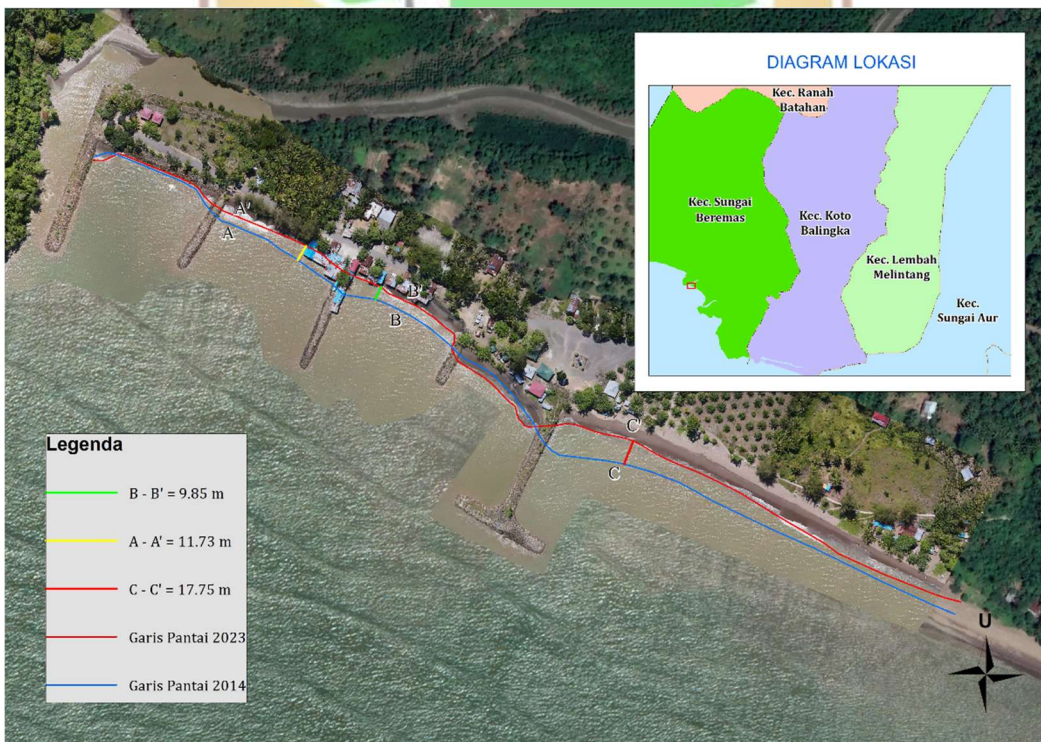 DIAGRAM LOKASI
Kec. Ranah
Batahan
Kec. Sungai
Beremas
Kec. Koto
Balingka
Kec. Lembah
Melintang
Kec.
Sungai Aur
A'
A
B'
B
C'
C
U
Legenda
B - B' = 9.85 m
A - A' = 11.73 m
C - C' = 17.75 m
Garis Pantai 2023
Garis Pantai 2014